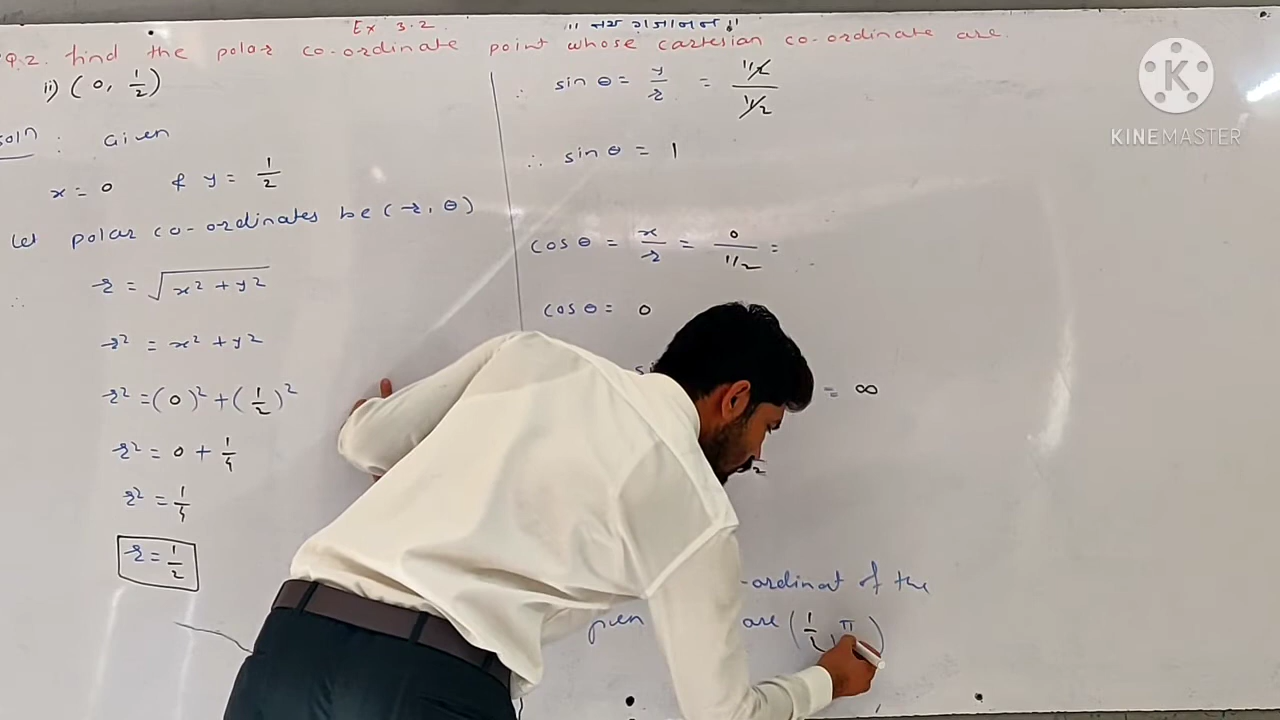 Ex 3.2
॥ जय गजानन ॥
Q.2. find the polar co-ordinate point whose cartesian co-ordinate are.
ii) (0, 1/2)
soln : Given
x = 0 & y = 1/2
Let polar co-ordinates be (r, θ)
∴ r = √(x² + y²)
r² = x² + y²
r² = (0)² + (1/2)²
r² = 0 + 1/4
r² = 1/4
r = 1/2
∴ sin θ = y/r = (1/2)/(1/2)
∴ sin θ = 1
cos θ = x/r = 0/(1/2) =
cos θ = 0
= ∞
-ordinat of the
are (1/2, π
KINEMASTER